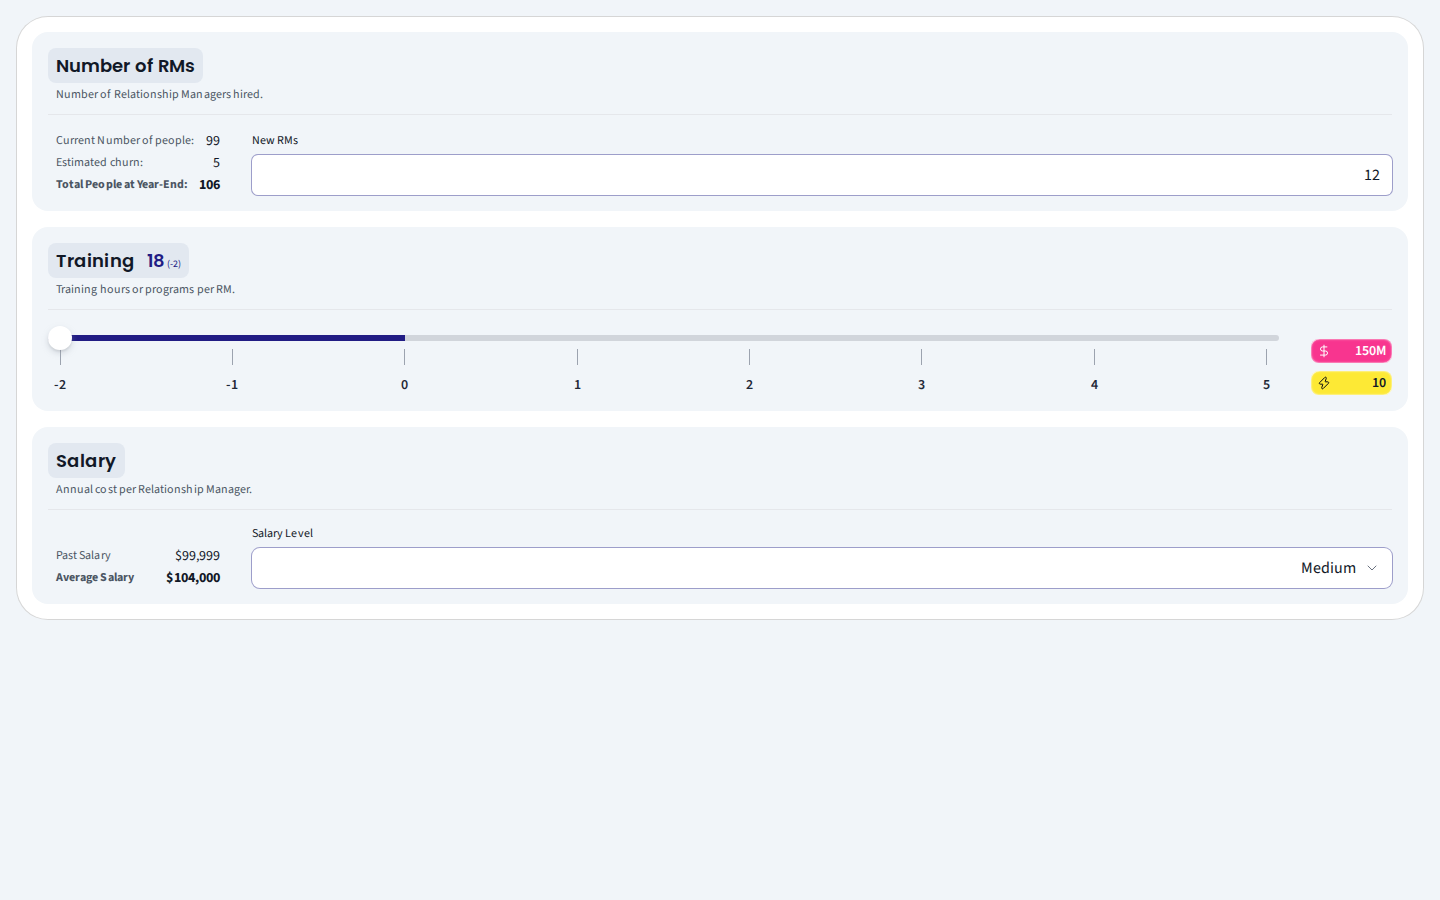 Number of RMs
Number of Relationship Managers hired.
Current Number of people: 99
Estimated churn: 5
Total People at Year-End: 106
New RMs
12
Training 18 (-2)
Training hours or programs per RM.
-2 -1 0 1 2 3 4 5
$ 150M
10
Salary
Annual cost per Relationship Manager.
Past Salary $99,999
Average Salary $104,000
Salary Level
Medium